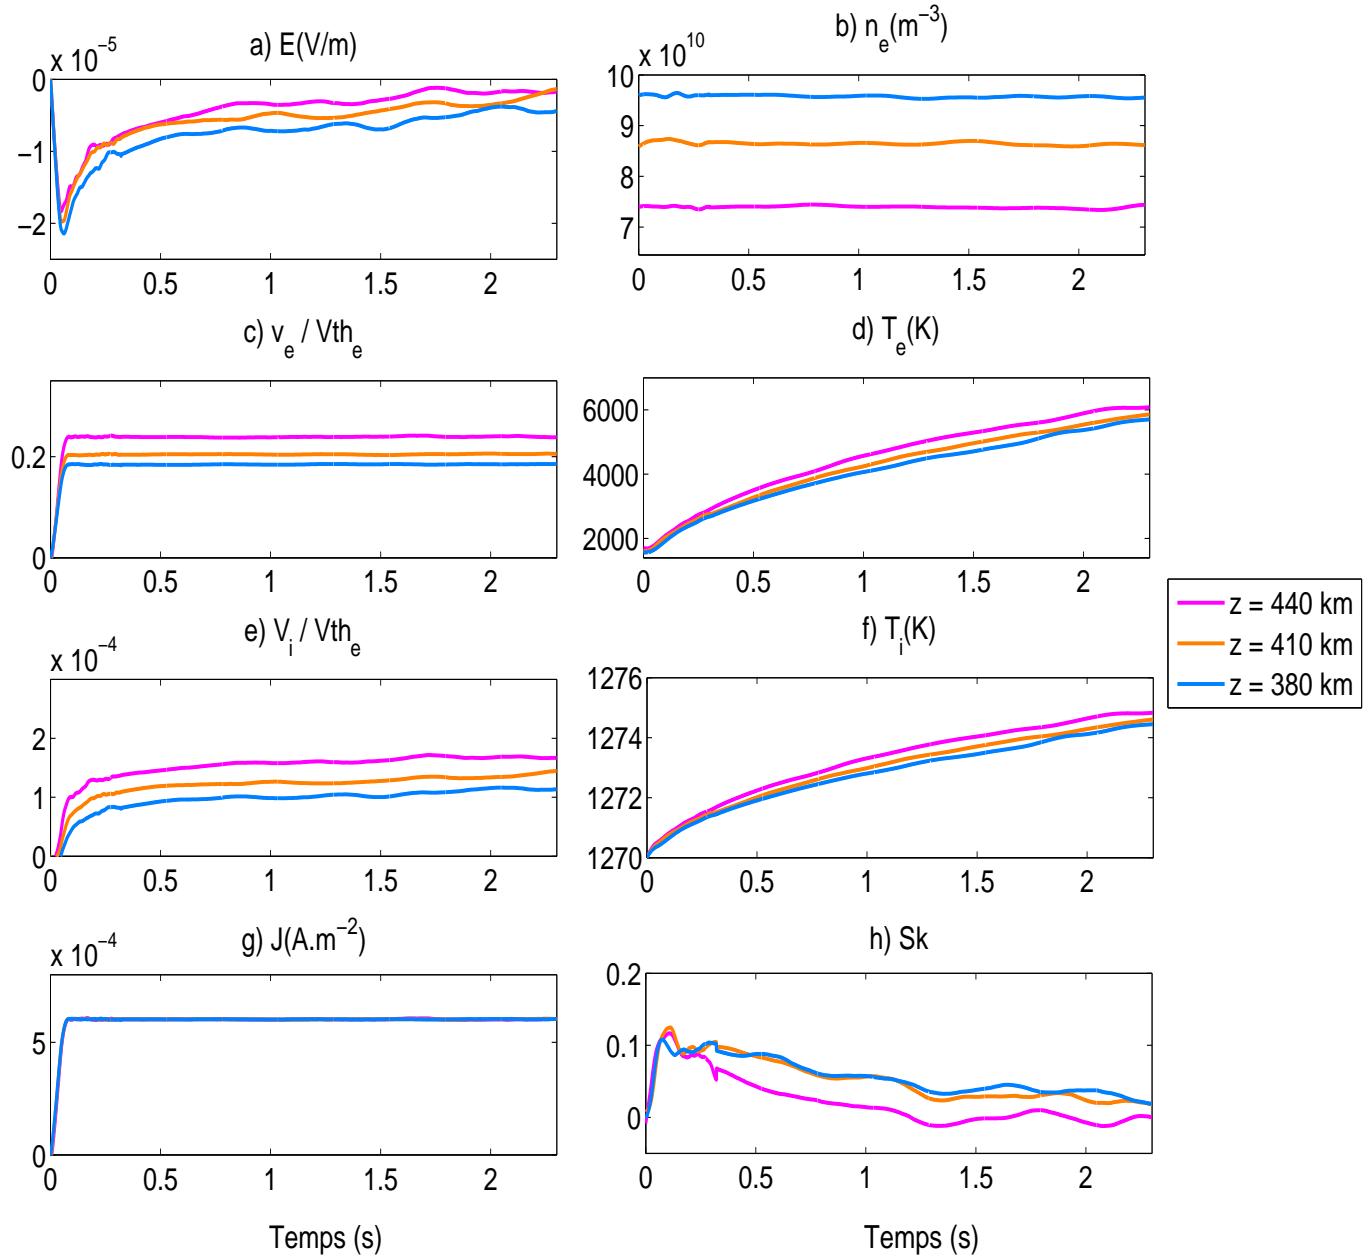 a) E(V/m)
x 10^−5
0
−1
−2
0 0.5 1 1.5 2
b) n_e(m^−3)
x 10^10
10
9
8
7
0 0.5 1 1.5 2
c) v_e / Vth_e
0.2
0
0 0.5 1 1.5 2
d) T_e(K)
6000
4000
2000
0 0.5 1 1.5 2
e) V_i / Vth_e
x 10^−4
2
1
0
0 0.5 1 1.5 2
f) T_i(K)
1276
1274
1272
1270
0 0.5 1 1.5 2
z = 440 km
z = 410 km
z = 380 km
g) J(A.m^−2)
x 10^−4
5
0
0 0.5 1 1.5 2
Temps (s)
h) Sk
0.2
0.1
0
0 0.5 1 1.5 2
Temps (s)